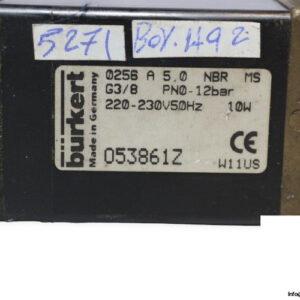 5271
BOX.1492
bürkert
Made in Germany
0256 A 5,0 NBR MS
G3/8 PN0-12bar
220-230V50Hz 10W
053861Z
CE
W11US